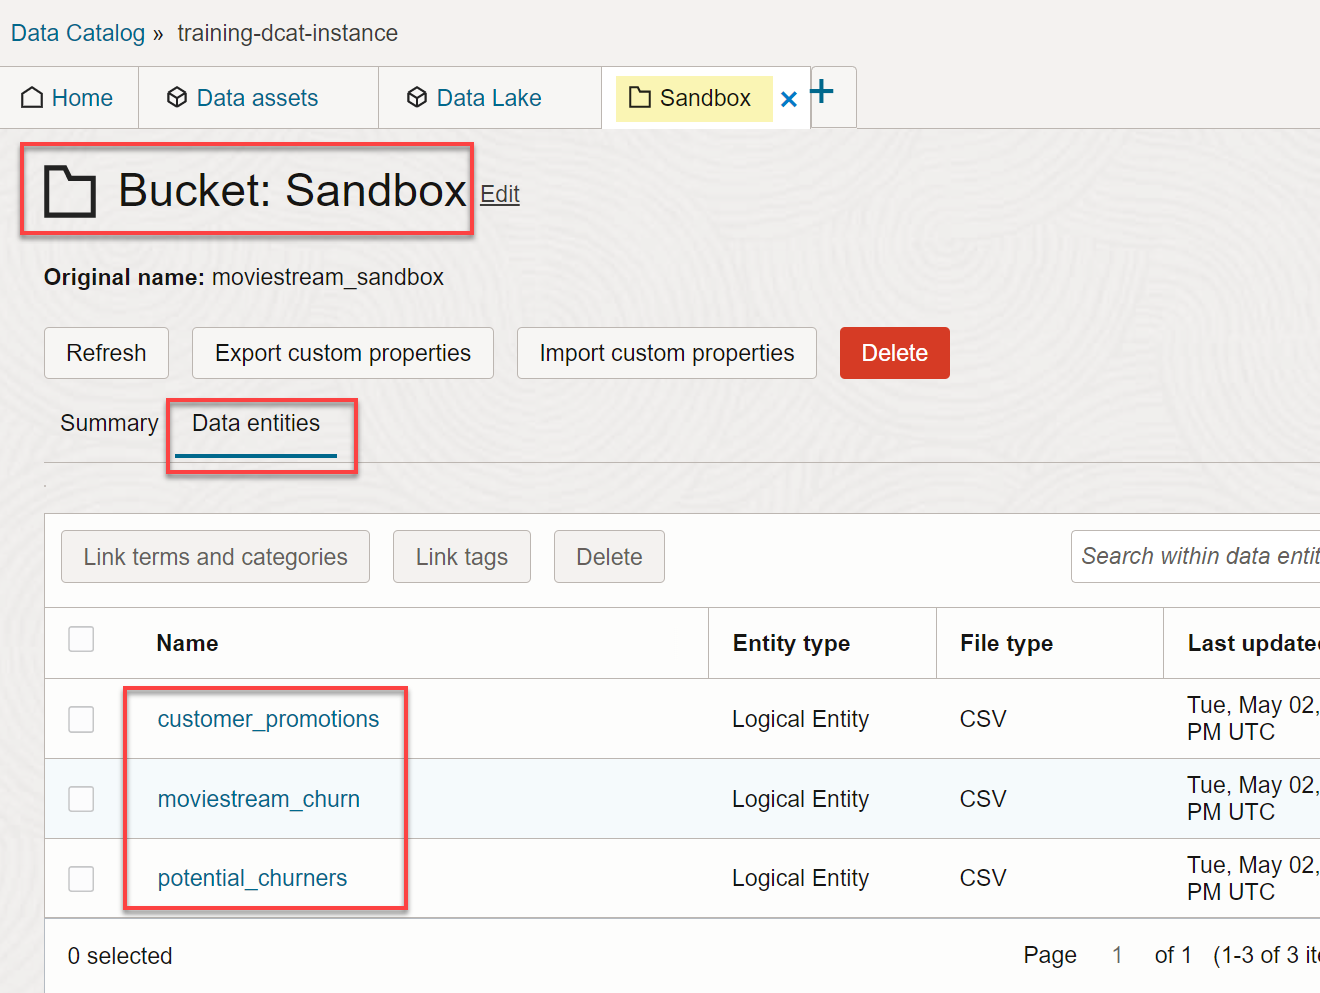 Data Catalog » training-dcat-instance
Home Data assets Data Lake Sandbox × +
Bucket: Sandbox Edit
Original name: moviestream_sandbox
Refresh Export custom properties Import custom properties Delete
Summary Data entities
Link terms and categories Link tags Delete Search within data entit
Name Entity type File type Last update
customer_promotions Logical Entity CSV Tue, May 02,
PM UTC
moviestream_churn Logical Entity CSV Tue, May 02,
PM UTC
potential_churners Logical Entity CSV Tue, May 02,
PM UTC
0 selected Page 1 of 1 (1-3 of 3 ite